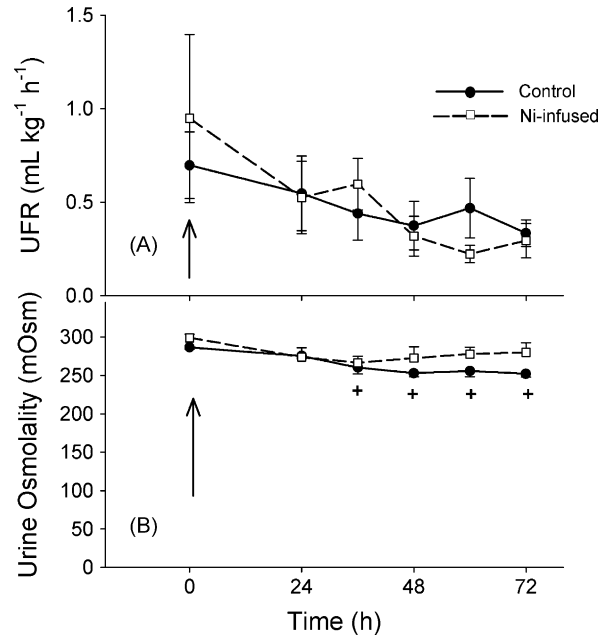 1.5
1.0
0.5
0.0
UFR (mL kg⁻¹ h⁻¹)
Control
Ni-infused
(A)
300
250
200
150
100
50
0
Urine Osmolality (mOsm)
+ + + +
(B)
0 24 48 72
Time (h)